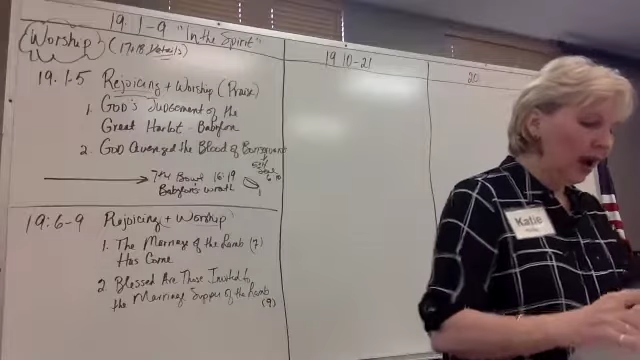 19:1-9 "In the Spirit"
Worship! (17+18 Details)
19:1-5 Rejoicing + Worship (Praise)
1. GOD's Judgement of the
Great Harlot - Babylon
2. GOD Avenged the Blood of
7th Bowl 16:19
Babylon's wrath
19:6-9 Rejoicing + Worship
1. The Marriage of the Lamb (7)
Has Come
2. Blessed Are Those Invited to
the Marriage Supper of the Lamb
(9)
19:10-21
20
Katie